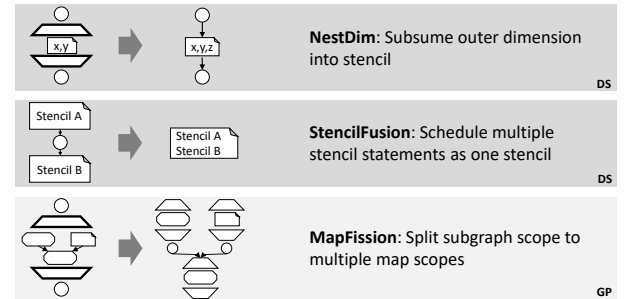 x,y
x,y,z
NestDim: Subsume outer dimension
into stencil
DS
Stencil A
Stencil B
Stencil A
Stencil B
StencilFusion: Schedule multiple
stencil statements as one stencil
DS
MapFission: Split subgraph scope to
multiple map scopes
GP